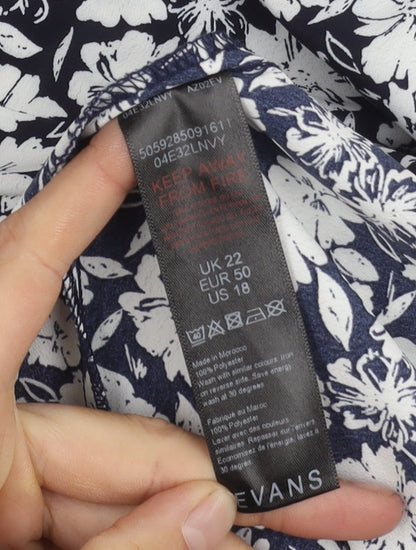 04E32LNVY AZ02EV
5059285091611
04E32LNVY
KEEP AWAY
FROM FIRE
UK 22
EUR 50
US 18
Made in Morocco
100% Polyester
Wash with similar colours. Iron
on reverse side. Save energy
wash at 30 degrees
Fabriqué au Maroc
100% Polyester
Laver avec des couleurs
similaires. Repasser sur l'envers
Economisez de l'énergie, lavez à
30 degrés
EVANS